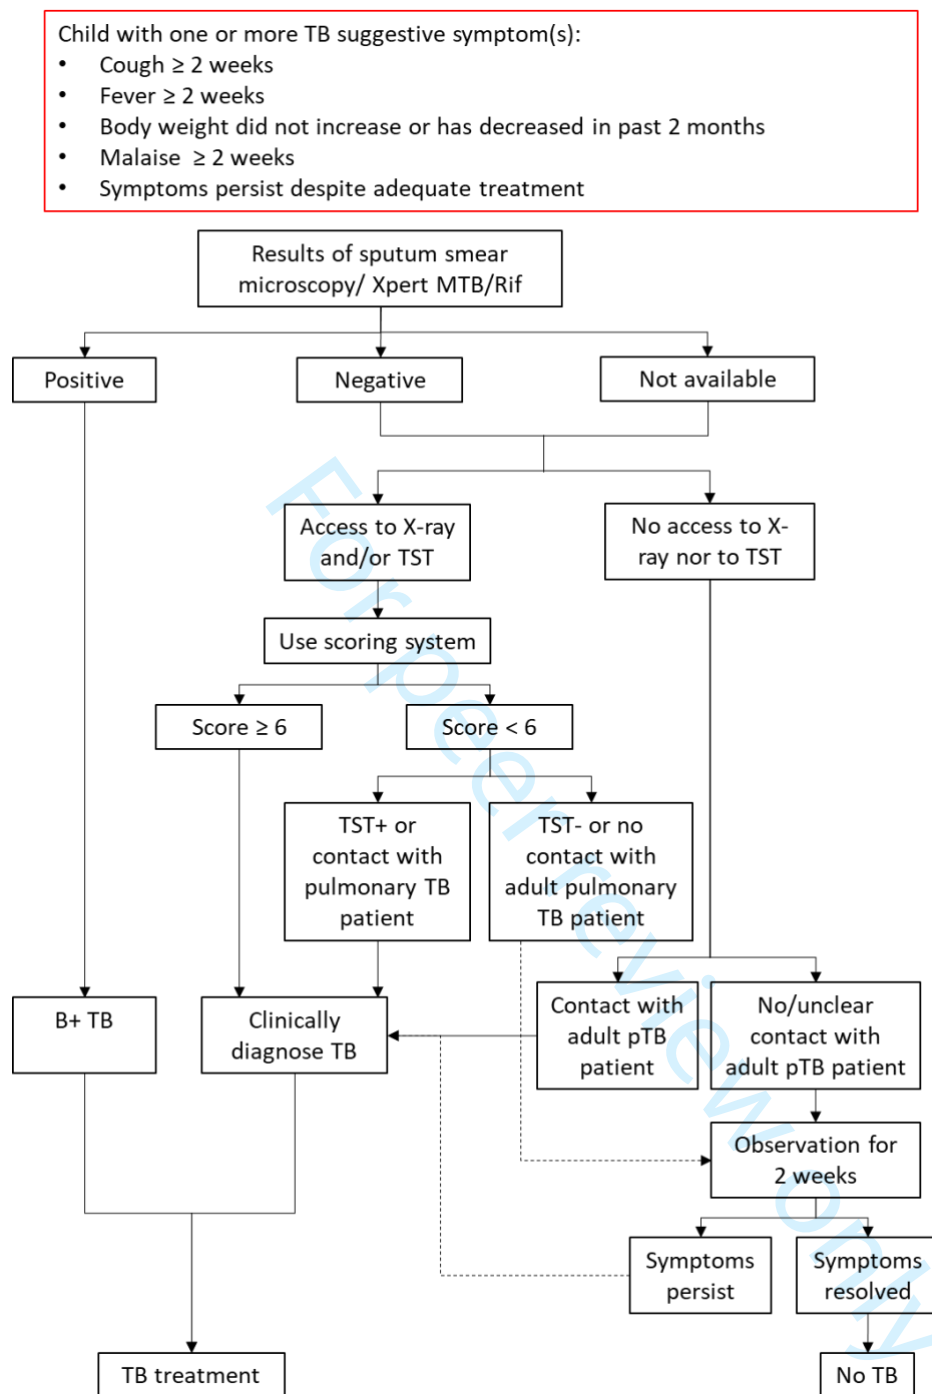 Child with one or more TB suggestive symptom(s):
• Cough ≥ 2 weeks
• Fever ≥ 2 weeks
• Body weight did not increase or has decreased in past 2 months
• Malaise ≥ 2 weeks
• Symptoms persist despite adequate treatment
Results of sputum smear
microscopy/ Xpert MTB/Rif
Positive
Negative
Not available
Access to X-ray
and/or TST
No access to X-
ray nor to TST
Use scoring system
Score ≥ 6
Score < 6
TST+ or
contact with
pulmonary TB
patient
TST- or no
contact with
adult pulmonary
TB patient
B+ TB
Clinically
diagnose TB
Contact with
adult pTB
patient
No/unclear
contact with
adult pTB patient
Observation for
2 weeks
Symptoms
persist
Symptoms
resolved
TB treatment
No TB
For peer review only